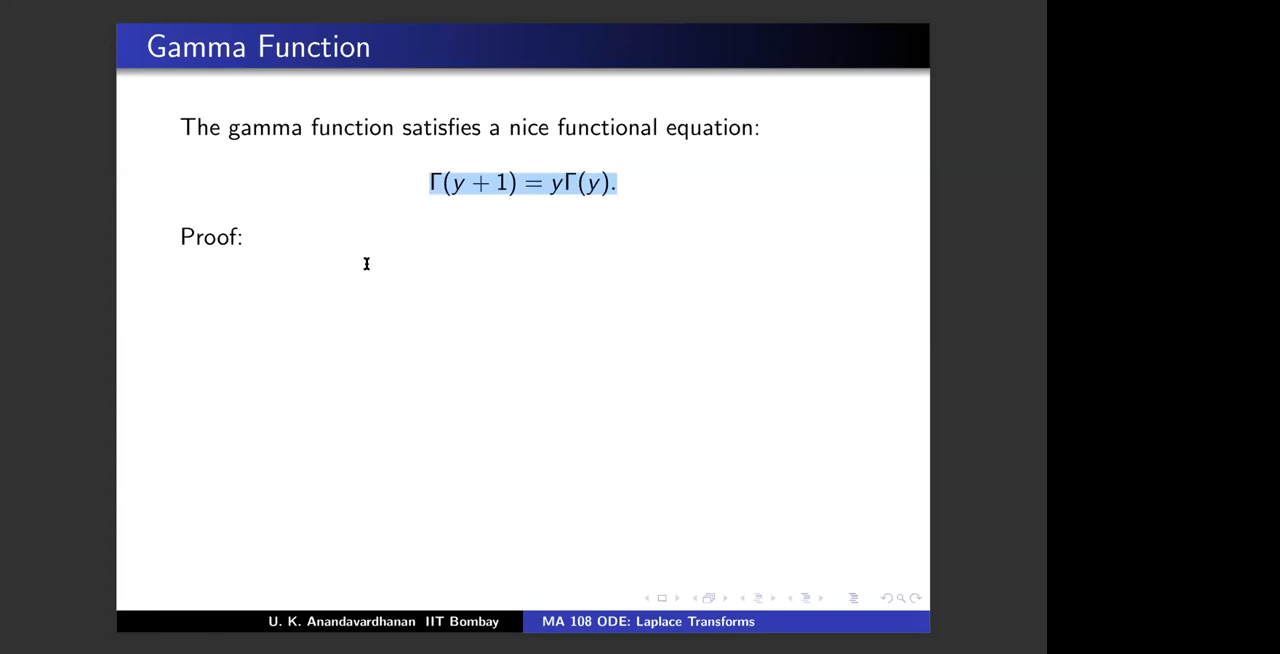 Gamma Function
The gamma function satisfies a nice functional equation:
Γ(y + 1) = yΓ(y).
Proof:
U. K. Anandavardhanan IIT Bombay MA 108 ODE: Laplace Transforms